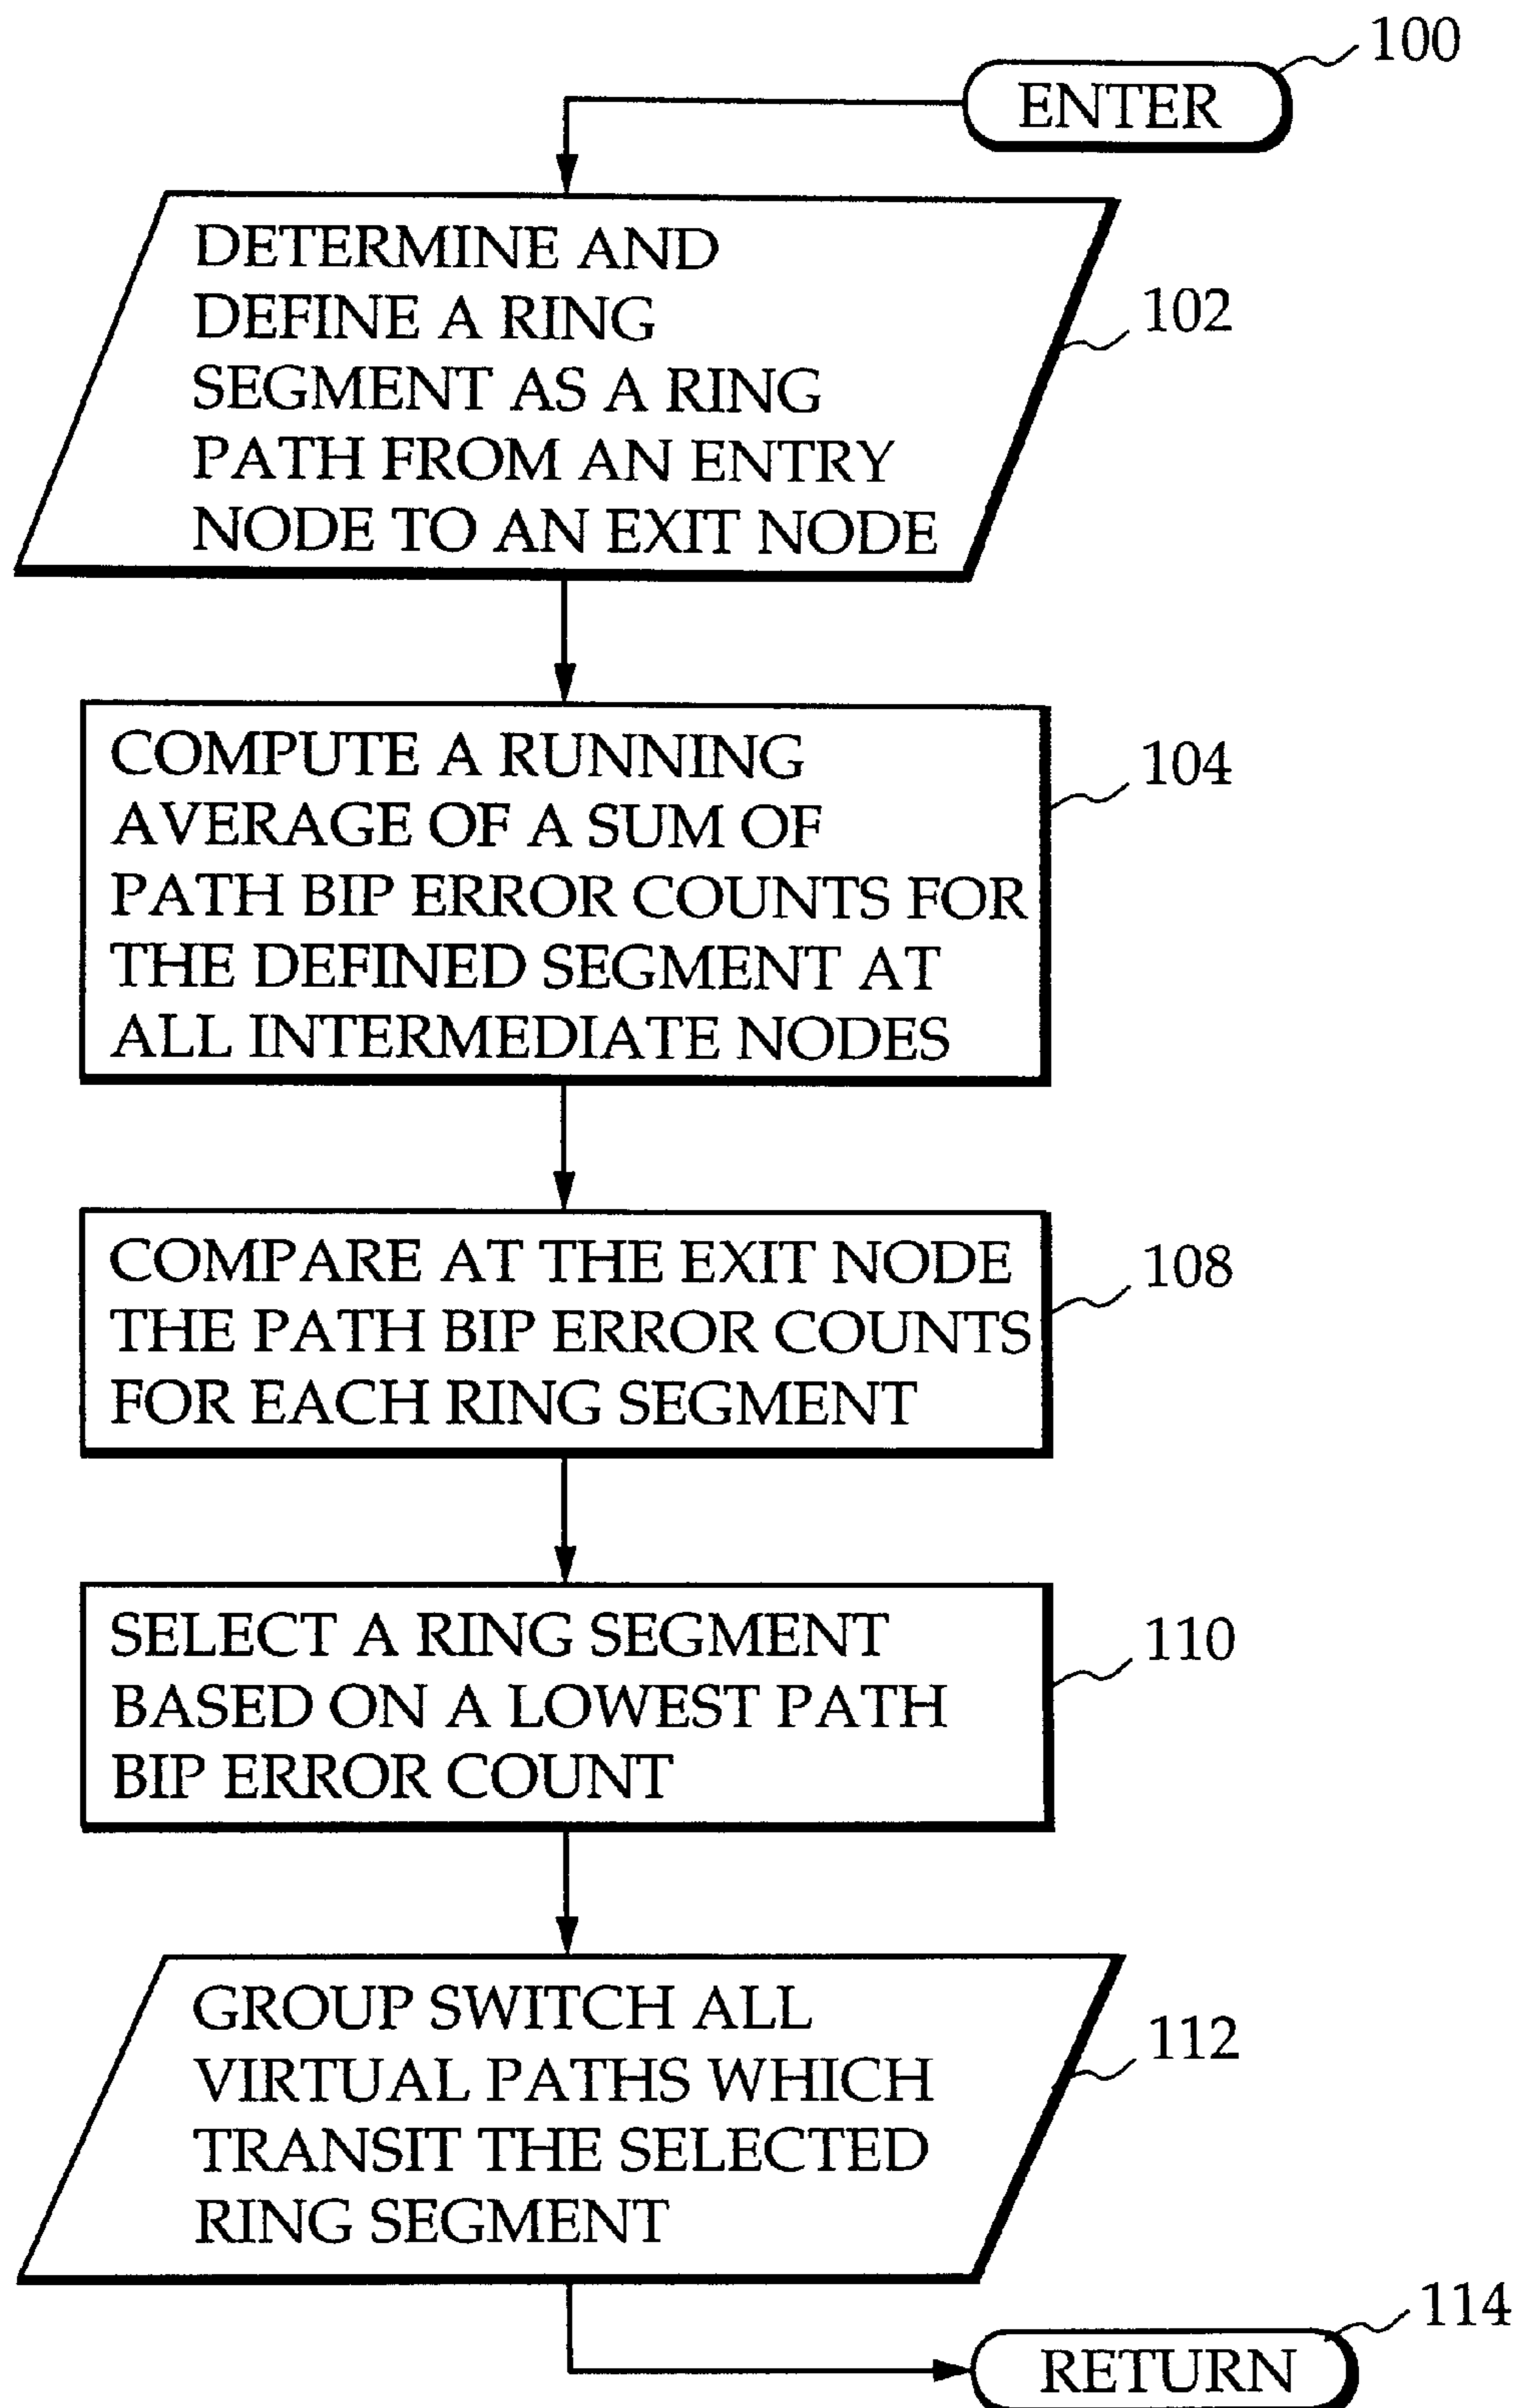 100
ENTER
DETERMINE AND
DEFINE A RING
SEGMENT AS A RING
PATH FROM AN ENTRY
NODE TO AN EXIT NODE
102
COMPUTE A RUNNING
AVERAGE OF A SUM OF
PATH BIP ERROR COUNTS FOR
THE DEFINED SEGMENT AT
ALL INTERMEDIATE NODES
104
COMPARE AT THE EXIT NODE
THE PATH BIP ERROR COUNTS
FOR EACH RING SEGMENT
108
SELECT A RING SEGMENT
BASED ON A LOWEST PATH
BIP ERROR COUNT
110
GROUP SWITCH ALL
VIRTUAL PATHS WHICH
TRANSIT THE SELECTED
RING SEGMENT
112
114
RETURN